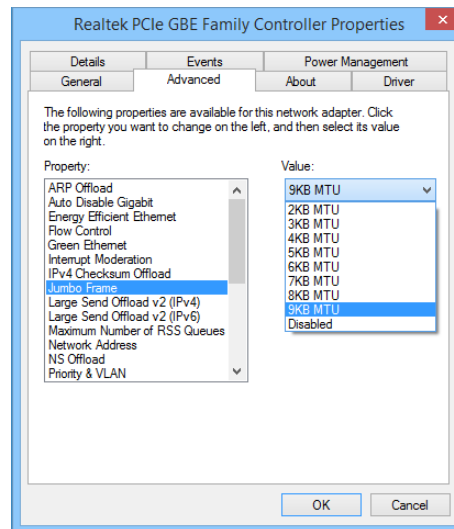 Realtek PCIe GBE Family Controller Properties
Details Events Power Management
General Advanced About Driver
The following properties are available for this network adapter. Click
the property you want to change on the left, and then select its value
on the right.
Property: Value:
ARP Offload
Auto Disable Gigabit
Energy Efficient Ethernet
Flow Control
Green Ethernet
Interrupt Moderation
IPv4 Checksum Offload
Jumbo Frame
Large Send Offload v2 (IPv4)
Large Send Offload v2 (IPv6)
Maximum Number of RSS Queues
Network Address
NS Offload
Priority & VLAN
9KB MTU
2KB MTU
3KB MTU
4KB MTU
5KB MTU
6KB MTU
7KB MTU
8KB MTU
9KB MTU
Disabled
OK Cancel